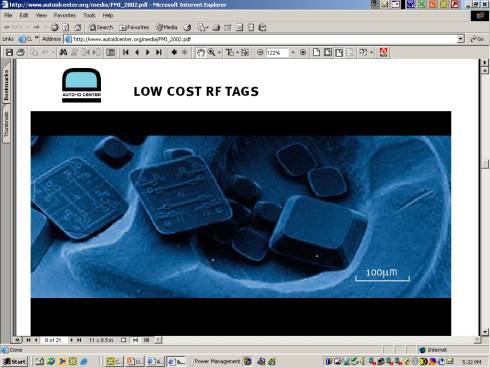 http://www.autoidcenter.org/media/FMI_2002.pdf - Microsoft Internet Explorer
File Edit View Favorites Tools Help
Back Search Favorites Media
Links Address http://www.autoidcenter.org/media/FMI_2002.pdf Go
122%
Bookmarks
Thumbnails
AUTO-ID CENTER
LOW COST RF TAGS
100µm
8 of 21 11 x 8.5 in
Done Internet
Start Power Management 5:32 PM